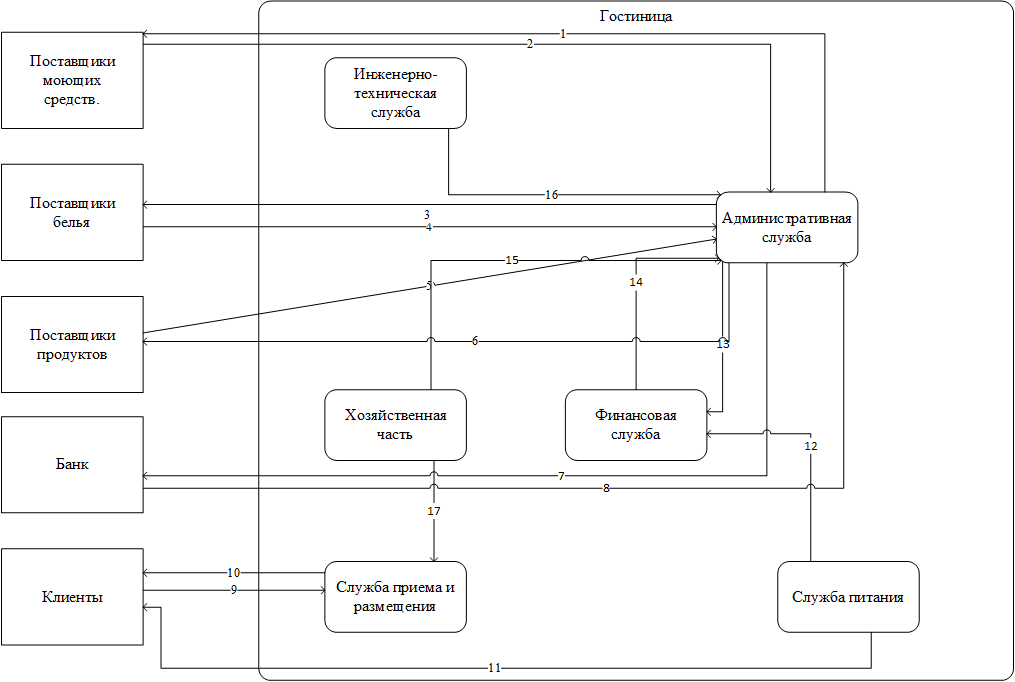 Гостиница
1
2
Поставщики
моющих
средств.
Инженерно-
техническая
служба
16
Поставщики
белья
3
4
Административная
служба
15
14
5
Поставщики
продуктов
6
13
Хозяйственная
часть
Финансовая
служба
12
Банк
7
8
17
10
9
Клиенты
Служба приема и
размещения
Служба питания
11